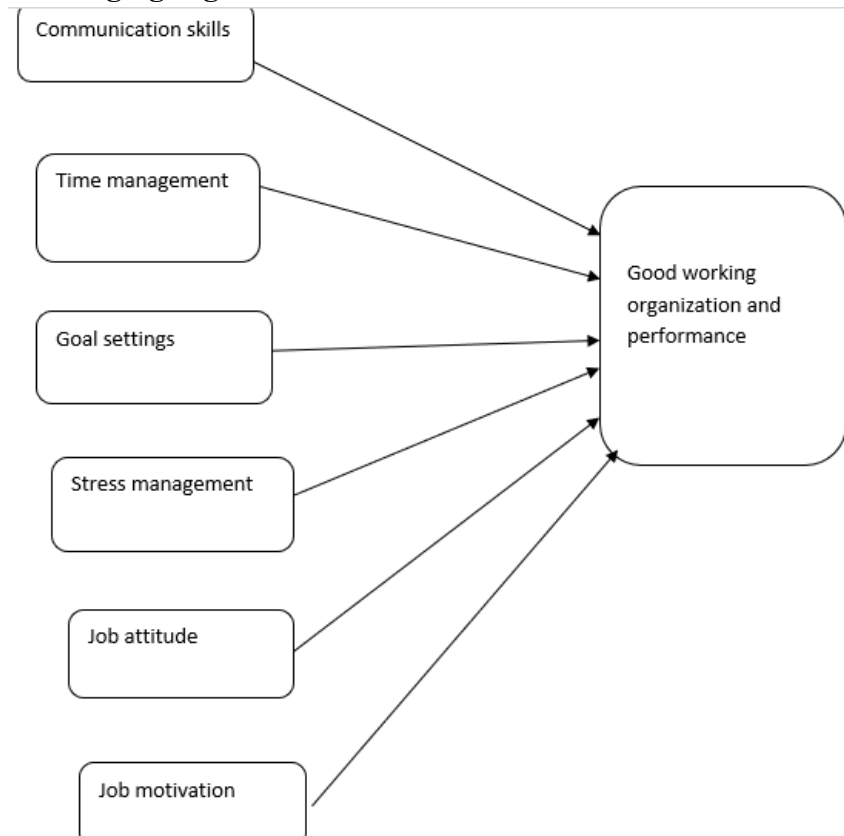 Communication skills
Time management
Goal settings
Stress management
Job attitude
Job motivation
Good working
organization and
performance